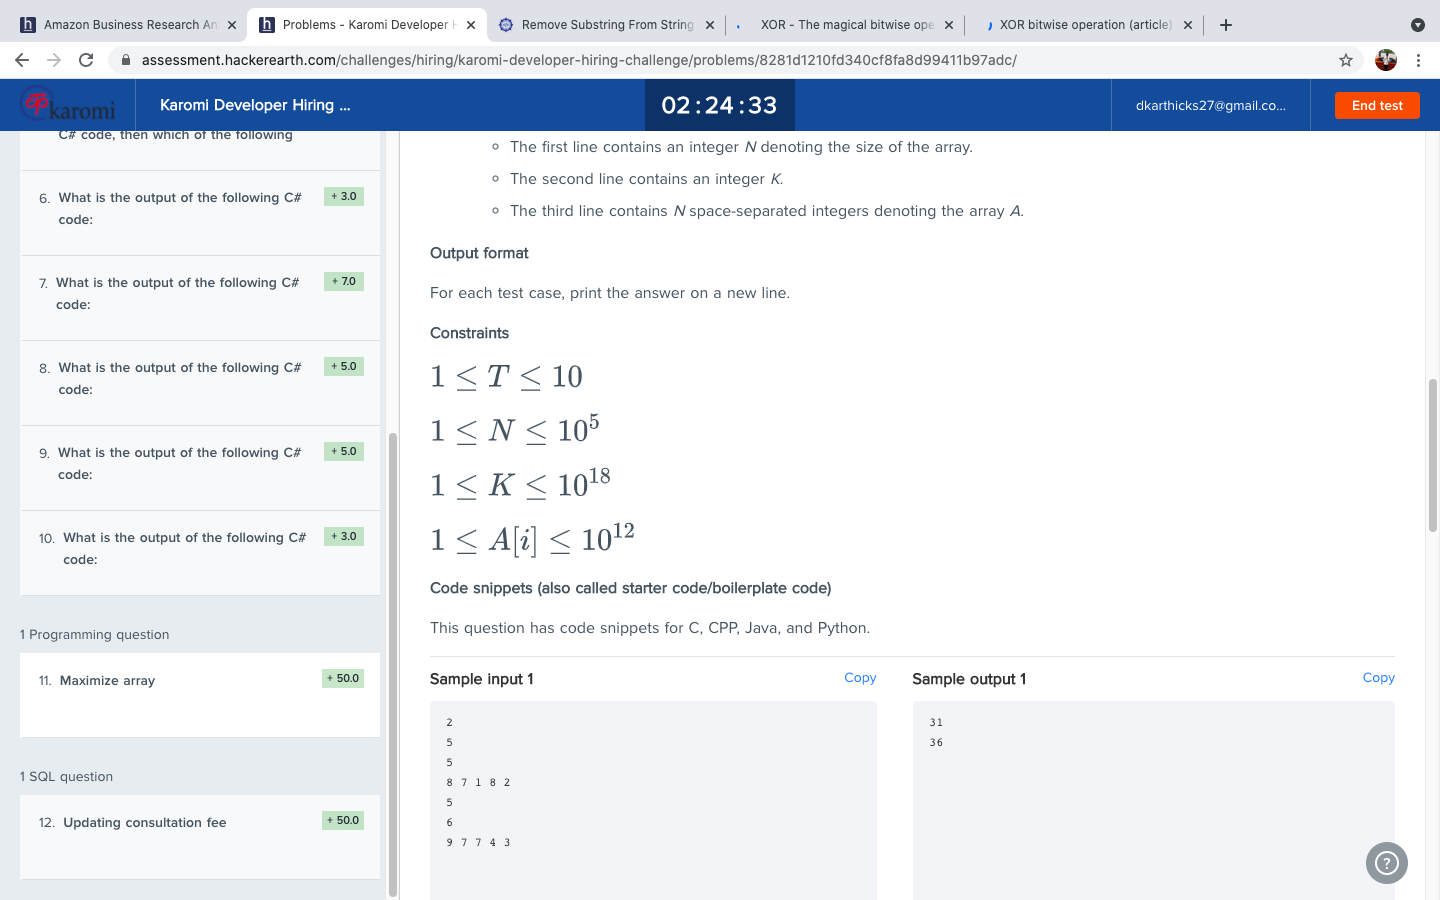 Amazon Business Research An
Problems - Karomi Developer H
Remove Substring From String
XOR - The magical bitwise ope
XOR bitwise operation (article)
assessment.hackerearth.com/challenges/hiring/karomi-developer-hiring-challenge/problems/8281d1210fd340cf8fa8d99411b97adc/
karomi
Karomi Developer Hiring ...
02:24:33
dkarthicks27@gmail.co...
End test
C# code, then which of the following
6. What is the output of the following C# code:
+ 3.0
7. What is the output of the following C# code:
+ 7.0
8. What is the output of the following C# code:
+ 5.0
9. What is the output of the following C# code:
+ 5.0
10. What is the output of the following C# code:
+ 3.0
1 Programming question
11. Maximize array
+ 50.0
1 SQL question
12. Updating consultation fee
+ 50.0
The first line contains an integer N denoting the size of the array.
The second line contains an integer K.
The third line contains N space-separated integers denoting the array A.
Output format
For each test case, print the answer on a new line.
Constraints
1 ≤ T ≤ 10
1 ≤ N ≤ 10^5
1 ≤ K ≤ 10^18
1 ≤ A[i] ≤ 10^12
Code snippets (also called starter code/boilerplate code)
This question has code snippets for C, CPP, Java, and Python.
Sample input 1
Copy
2
5
5
8 7 1 8 2
5
6
9 7 7 4 3
Sample output 1
Copy
31
36
?